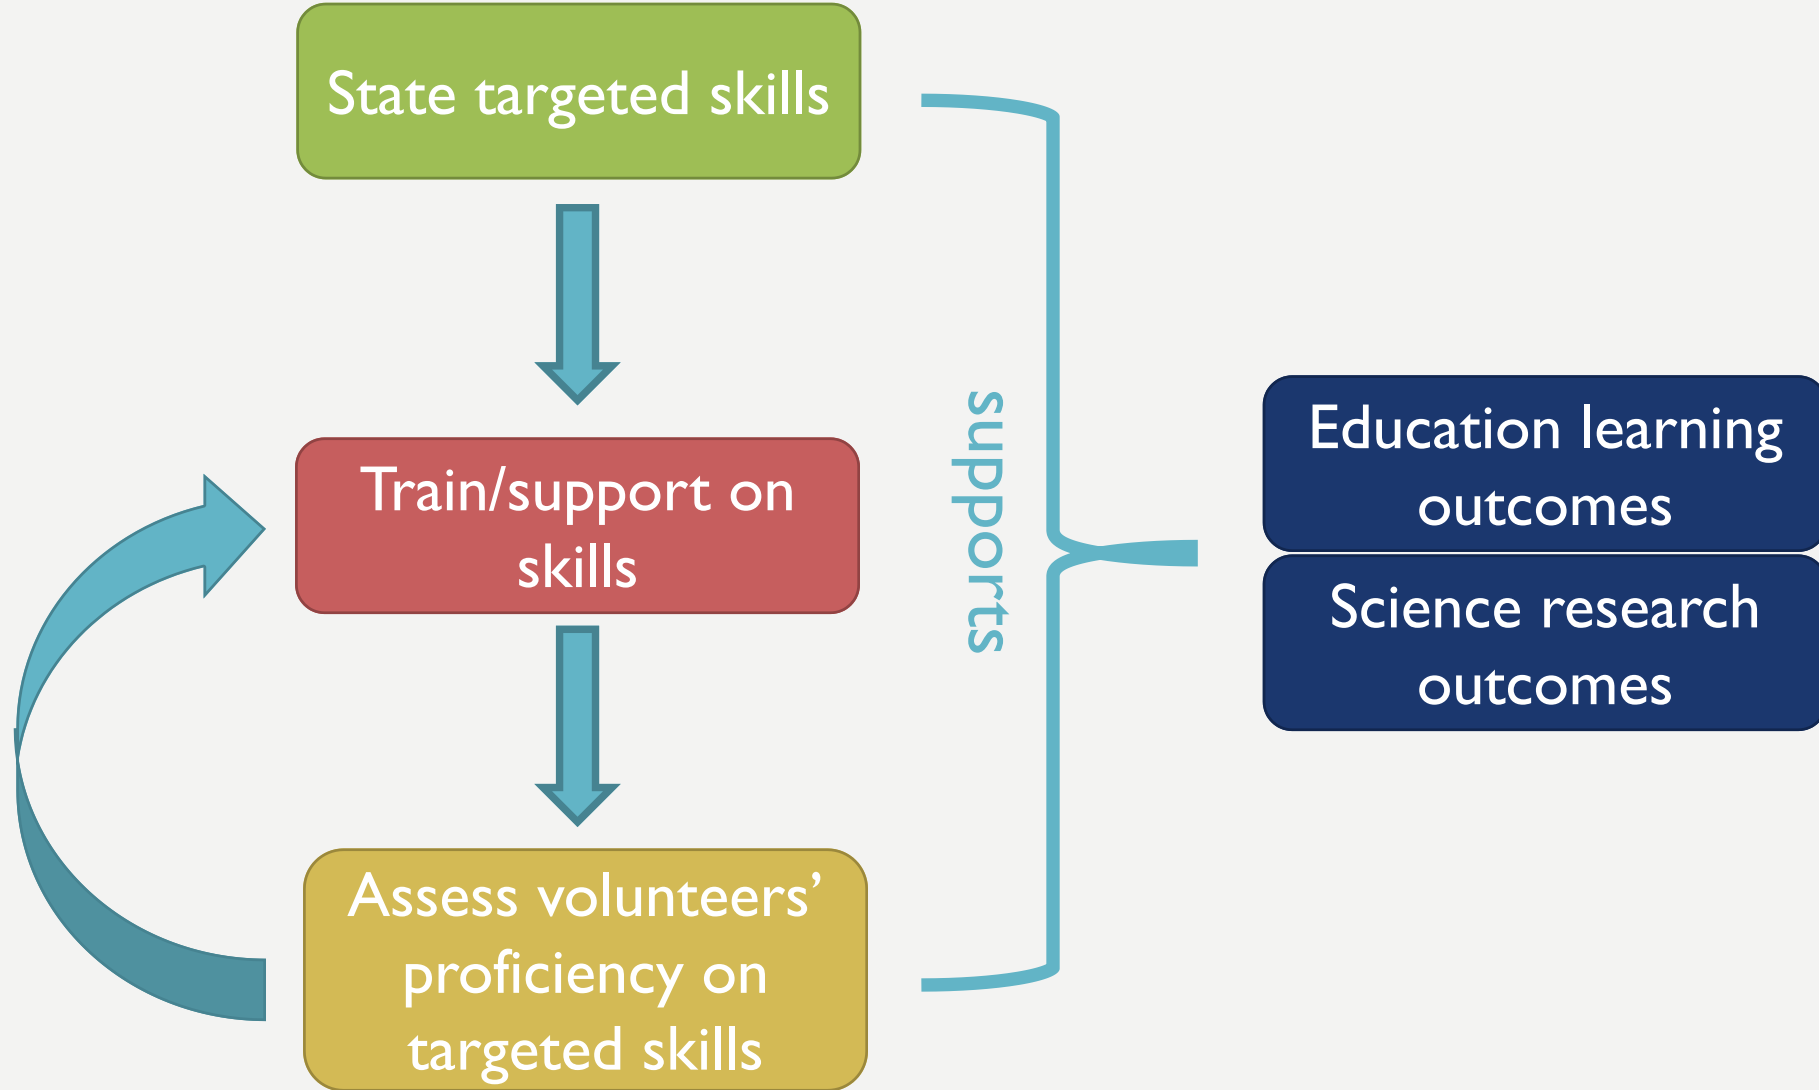 State targeted skills
Train/support on
skills
Assess volunteers’
proficiency on
targeted skills
supports
Education learning
outcomes
Science research
outcomes